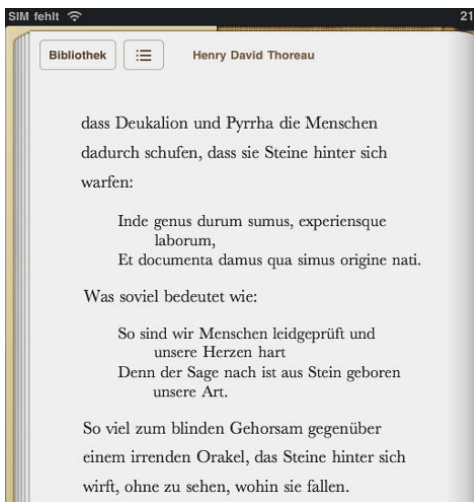 SIM fehlt 21
Bibliothek Henry David Thoreau
dass Deukalion und Pyrrha die Menschen
dadurch schufen, dass sie Steine hinter sich
warfen:
Inde genus durum sumus, experiensque
laborum,
Et documenta damus qua simus origine nati.
Was soviel bedeutet wie:
So sind wir Menschen leidgeprüft und
unsere Herzen hart
Denn der Sage nach ist aus Stein geboren
unsere Art.
So viel zum blinden Gehorsam gegenüber
einem irrenden Orakel, das Steine hinter sich
wirft, ohne zu sehen, wohin sie fallen.